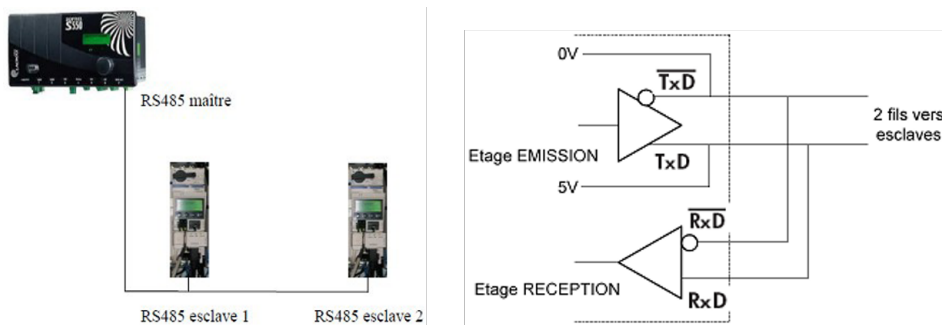 S550
RS485 maître
RS485 esclave 1
RS485 esclave 2
0V
TxD
2 fils vers
esclaves
Etage EMISSION
TxD
5V
RxD
Etage RECEPTION
RxD